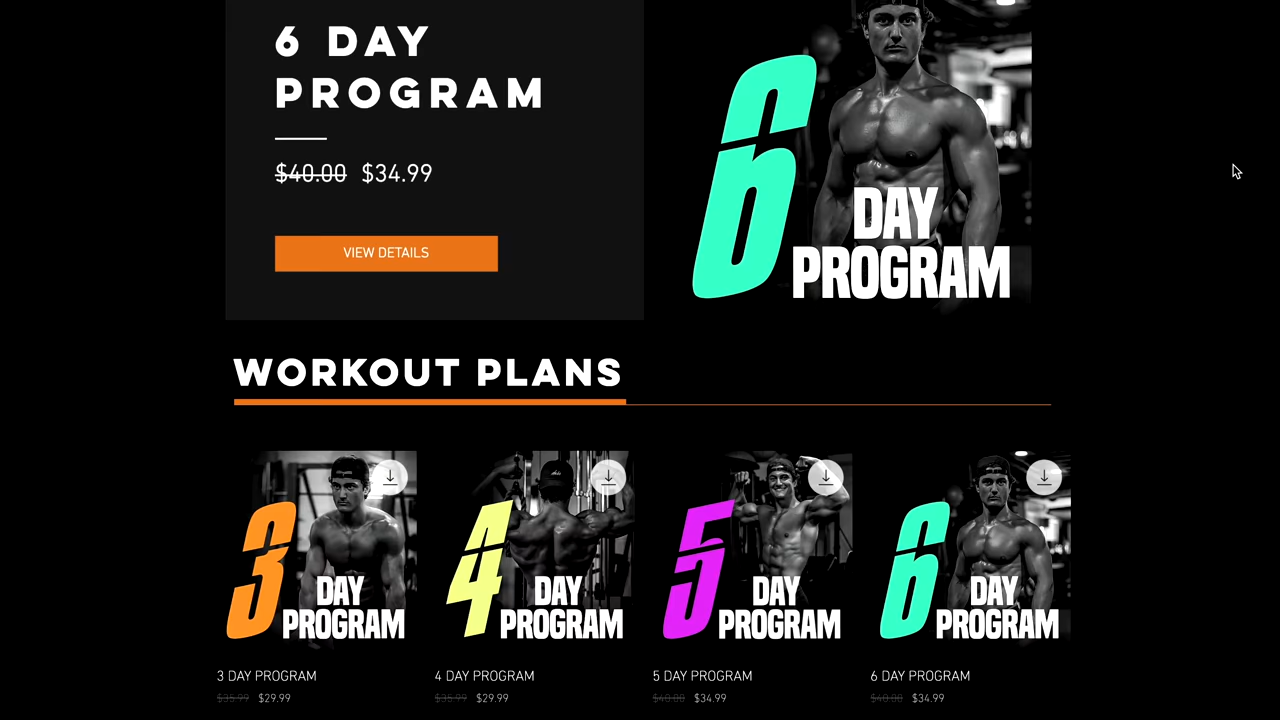 6 DAY
PROGRAM
$40.00 $34.99
VIEW DETAILS
6
DAY
PROGRAM
WORKOUT PLANS
3
DAY
PROGRAM
4
DAY
PROGRAM
5
DAY
PROGRAM
6
DAY
PROGRAM
3 DAY PROGRAM
4 DAY PROGRAM
5 DAY PROGRAM
6 DAY PROGRAM
$35.99 $29.99
$35.99 $29.99
$40.00 $34.99
$40.00 $34.99